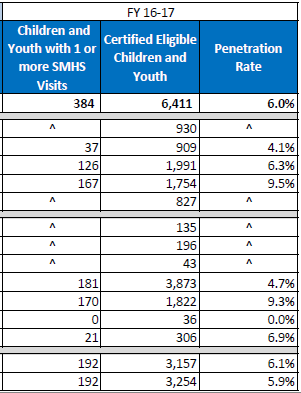 FY 16-17
Children and Youth with 1 or more SMHS Visits Certified Eligible Children and Youth Penetration Rate
384 6,411 6.0%
^ 930 ^
37 909 4.1%
126 1,991 6.3%
167 1,754 9.5%
^ 827 ^
^ 135 ^
^ 196 ^
^ 43 ^
181 3,873 4.7%
170 1,822 9.3%
0 36 0.0%
21 306 6.9%
192 3,157 6.1%
192 3,254 5.9%